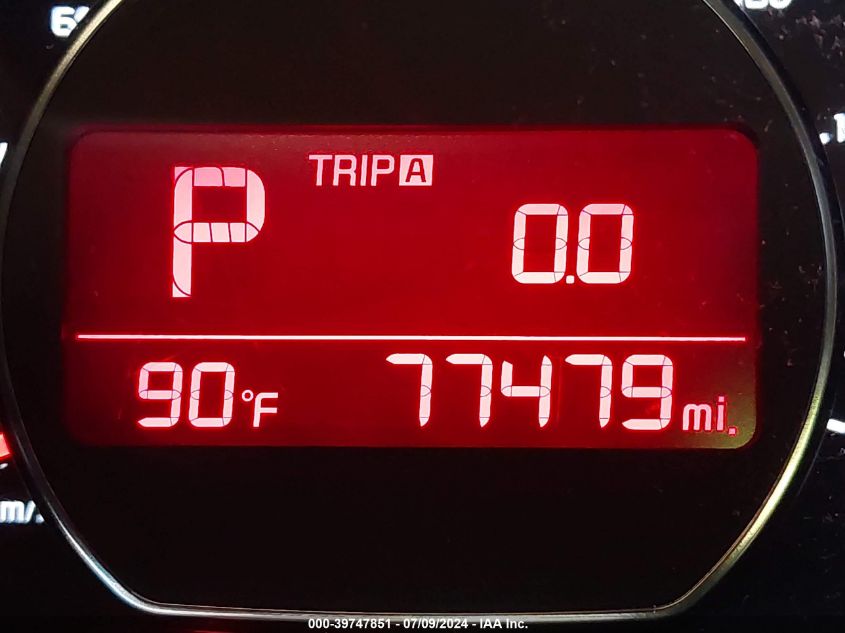 TRIP A
P
0.0
90°F 77479 mi.
m/
000-39747851 - 07/09/2024 - IAA Inc.